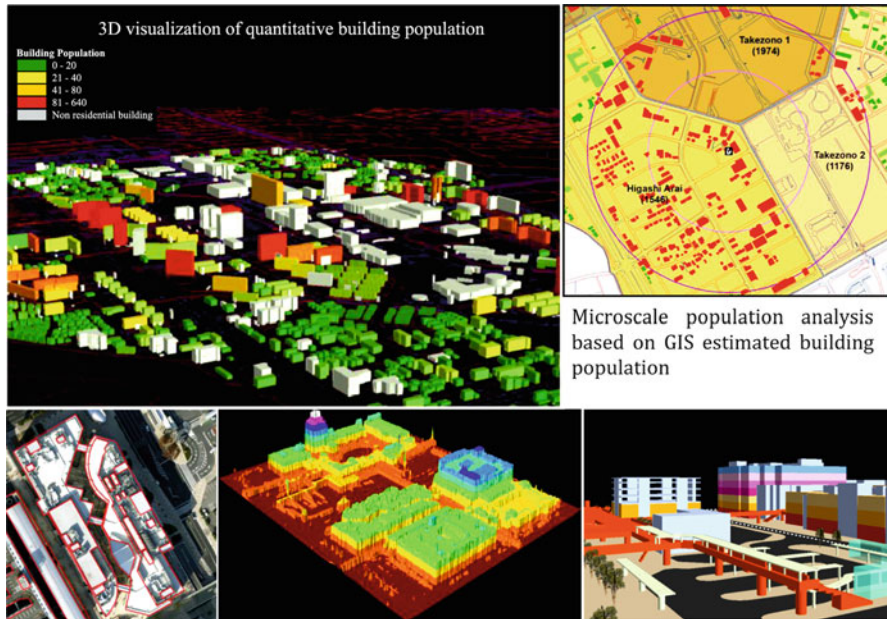 3D visualization of quantitative building population
Building Population
0 - 20
21 - 40
41 - 80
81 - 640
Non residential building
Takezono 1
(1974)
Takezono 2
(1176)
Higashi Arai
(1546)
Microscale population analysis
based on GIS estimated building
population